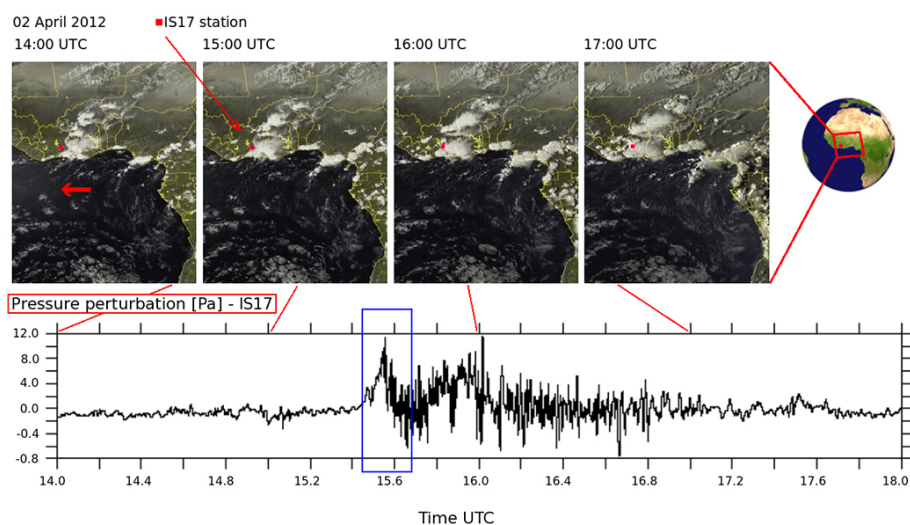 02 April 2012
IS17 station
14:00 UTC
15:00 UTC
16:00 UTC
17:00 UTC
Pressure perturbation [Pa] - IS17
12.0
8.0
4.0
0.0
-0.4
-0.8
14.0
14.4
14.8
15.2
15.6
16.0
16.4
16.8
17.2
17.6
18.0
Time UTC